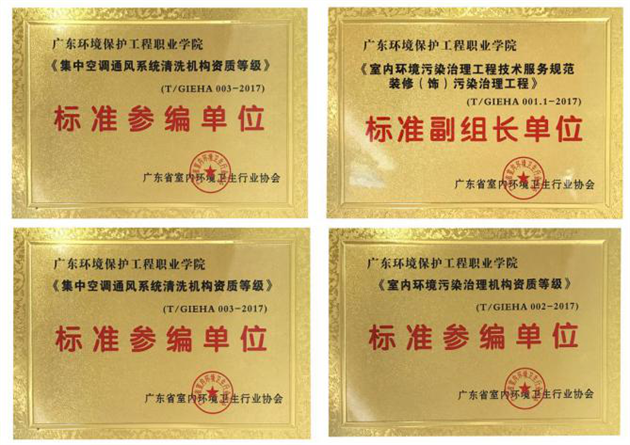 广东环境保护工程职业学院
《集中空调通风系统清洗机构资质等级》
(T/GIEHA 003-2017)
标准参编单位
广东省室内环境卫生行业协会
广东环境保护工程职业学院
《室内环境污染治理工程技术服务规范
装修（饰）污染治理工程》
(T/GIEHA 001.1-2017)
标准副组长单位
广东省室内环境卫生行业协会
广东环境保护工程职业学院
《集中空调通风系统清洗机构资质等级》
(T/GIEHA 003-2017)
标准参编单位
广东省室内环境卫生行业协会
广东环境保护工程职业学院
《室内环境污染治理机构资质等级》
(T/GIEHA 002-2017)
标准参编单位
广东省室内环境卫生行业协会